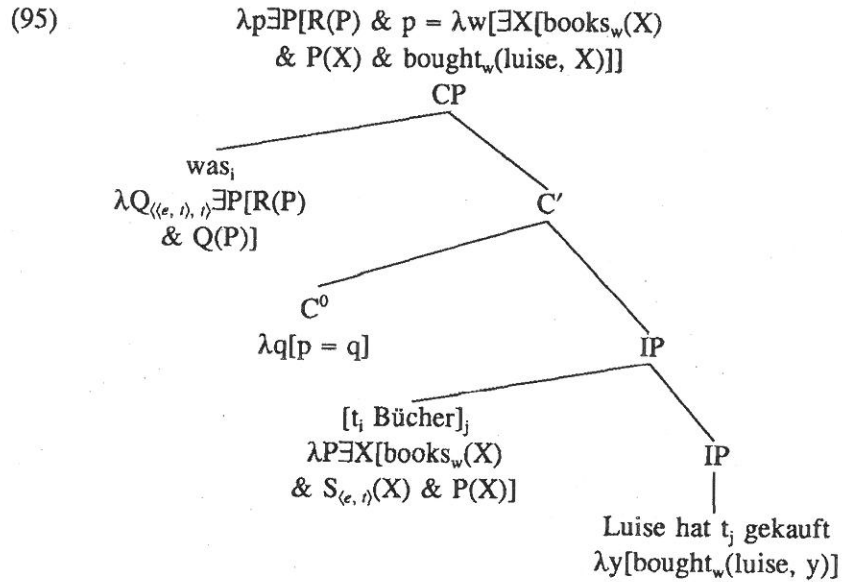 (95) λp∃P[R(P) & p = λw[∃X[books_w(X)
& P(X) & bought_w(luise, X)]]
CP
was_i
λQ_⟨⟨e, t⟩, t⟩∃P[R(P)
& Q(P)]
C′
C⁰
λq[p = q]
IP
[t_i Bücher]_j
λP∃X[books_w(X)
& S_⟨e, t⟩(X) & P(X)]
IP
Luise hat t_j gekauft
λy[bought_w(luise, y)]